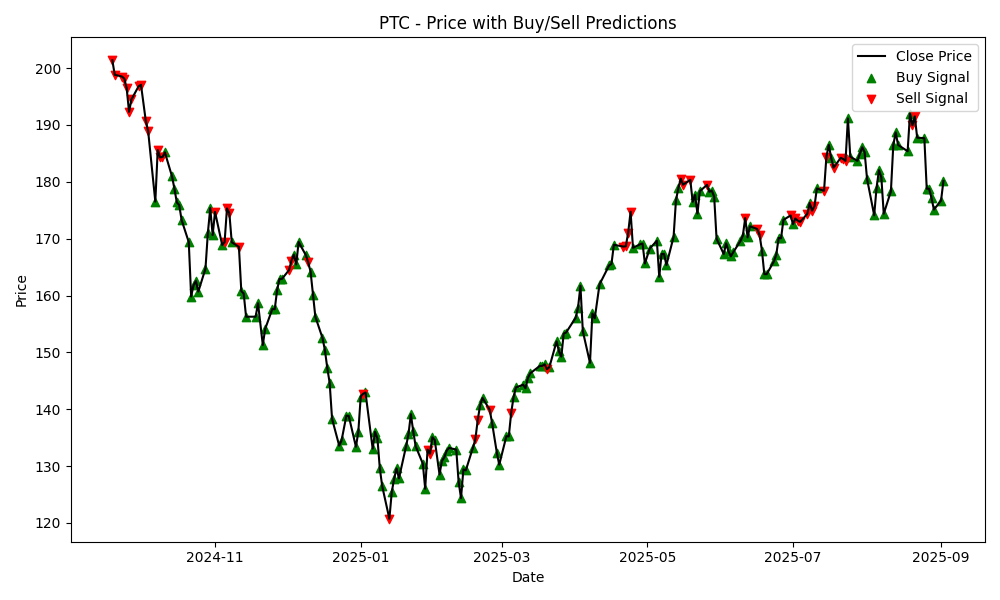 PTC - Price with Buy/Sell Predictions
Close Price
Buy Signal
Sell Signal
200
190
180
170
160
150
140
130
120
Price
2024-11
2025-01
2025-03
2025-05
2025-07
2025-09
Date